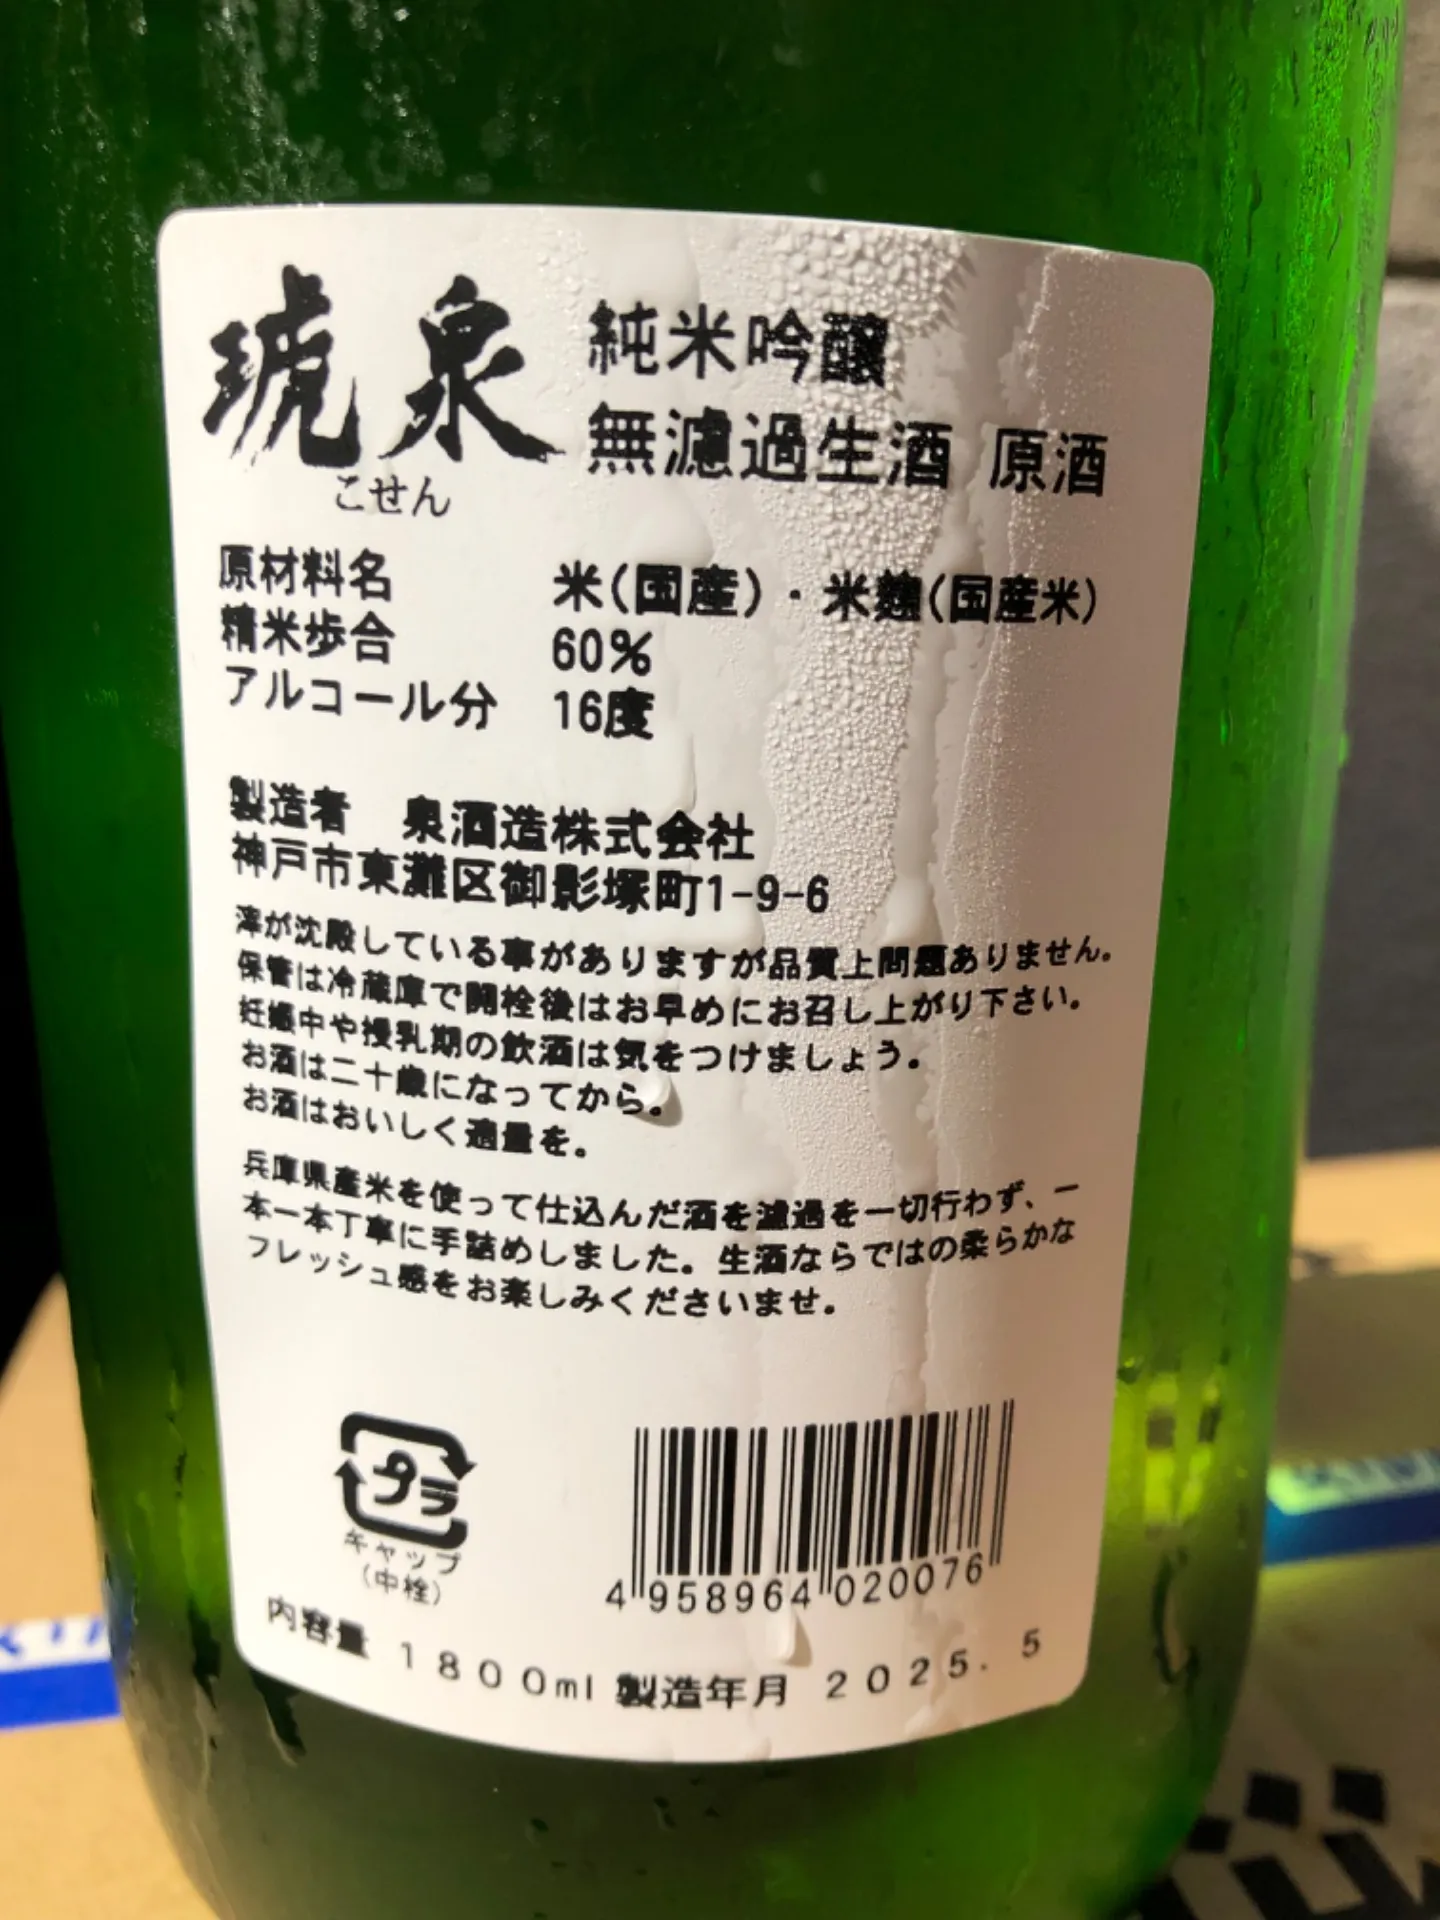 琥泉
こせん
純米吟醸
無濾過生酒 原酒
原材料名 米(国産)・米麹(国産米)
精米歩合 60%
アルコール分 16度
製造者 泉酒造株式会社
神戸市東灘区御影塚町1-9-6
滓が沈殿している事がありますが品質上問題ありません。
保管は冷蔵庫で開栓後はお早めにお召し上がり下さい。
妊娠中や授乳期の飲酒は気をつけましょう。
お酒は二十歳になってから。
お酒はおいしく適量を。
兵庫県産米を使って仕込んだ酒を濾過を一切行わず、一
本一本丁寧に手詰めしました。生酒ならではの柔らかな
フレッシュ感をお楽しみくださいませ。
プラ
キャップ
(中栓)
4958964020076
内容量 1800ml 製造年月 2025.5